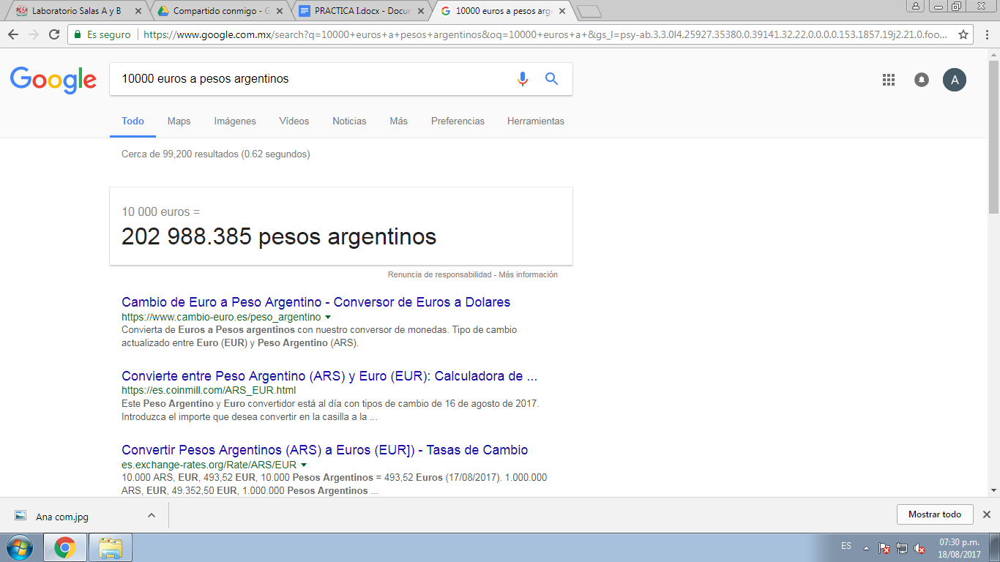 Laboratorio Salas A y B
Compartido conmigo - G
PRACTICA I.docx - Docum
10000 euros a pesos arge
Es seguro
https://www.google.com.mx/search?q=10000+euros+a+pesos+argentinos&oq=10000+euros+a+&gs_l=psy-ab.3.3.0l4.25927.35380.0.39141.32.22.0.0.0.0.153.1857.19j2.21.0.foo...
Google
10000 euros a pesos argentinos
A
Todo Maps Imágenes Vídeos Noticias Más Preferencias Herramientas
Cerca de 99,200 resultados (0.62 segundos)
10 000 euros =
202 988.385 pesos argentinos
Renuncia de responsabilidad - Más información
Cambio de Euro a Peso Argentino - Conversor de Euros a Dolares
https://www.cambio-euro.es/peso_argentino
Convierta de Euros a Pesos argentinos con nuestro conversor de monedas. Tipo de cambio
actualizado entre Euro (EUR) y Peso Argentino (ARS).
Convierte entre Peso Argentino (ARS) y Euro (EUR): Calculadora de ...
https://es.coinmill.com/ARS_EUR.html
Este Peso Argentino y Euro convertidor está al día con tipos de cambio de 16 de agosto de 2017.
Introduzca el importe que desea convertir en la casilla a la ...
Convertir Pesos Argentinos (ARS) a Euros (EUR]) - Tasas de Cambio
es.exchange-rates.org/Rate/ARS/EUR
10.000 ARS, EUR, 493,52 EUR, 10.000 Pesos Argentinos = 493,52 Euros (17/08/2017). 1.000.000
ARS, EUR, 49.352,50 EUR, 1.000.000 Pesos Argentinos ...
Ana com.jpg
Mostrar todo
ES
07:30 p.m.
18/08/2017